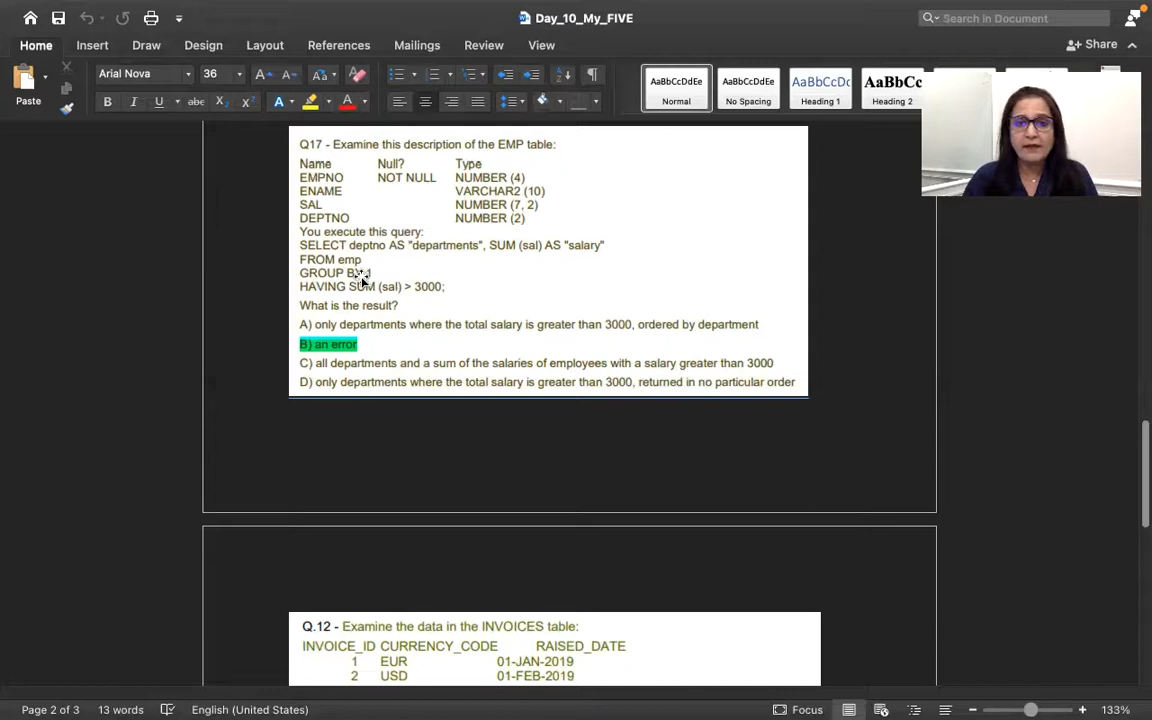 Day_10_My_FIVE
Search in Document
Home Insert Draw Design Layout References Mailings Review View
Share
Paste
Arial Nova 36
AaBbCcDdEe AaBbCcDdEe AaBbCcDc AaBbCc
Normal No Spacing Heading 1 Heading 2
Q17 - Examine this description of the EMP table:
Name Null? Type
EMPNO NOT NULL NUMBER (4)
ENAME VARCHAR2 (10)
SAL NUMBER (7, 2)
DEPTNO NUMBER (2)
You execute this query:
SELECT deptno AS "departments", SUM (sal) AS "salary"
FROM emp
GROUP BY 1
HAVING SUM (sal) > 3000;
What is the result?
A) only departments where the total salary is greater than 3000, ordered by department
B) an error
C) all departments and a sum of the salaries of employees with a salary greater than 3000
D) only departments where the total salary is greater than 3000, returned in no particular order
Q.12 - Examine the data in the INVOICES table:
INVOICE_ID CURRENCY_CODE RAISED_DATE
1 EUR 01-JAN-2019
2 USD 01-FEB-2019
Page 2 of 3 13 words English (United States) Focus 133%